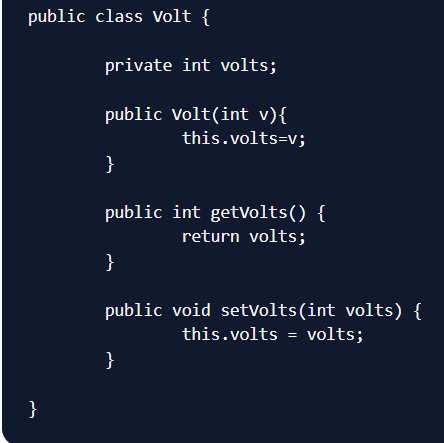 public class Volt {
private int volts;
public Volt(int v){
this.volts=v;
}
public int getVolts() {
return volts;
}
public void setVolts(int volts) {
this.volts = volts;
}
}